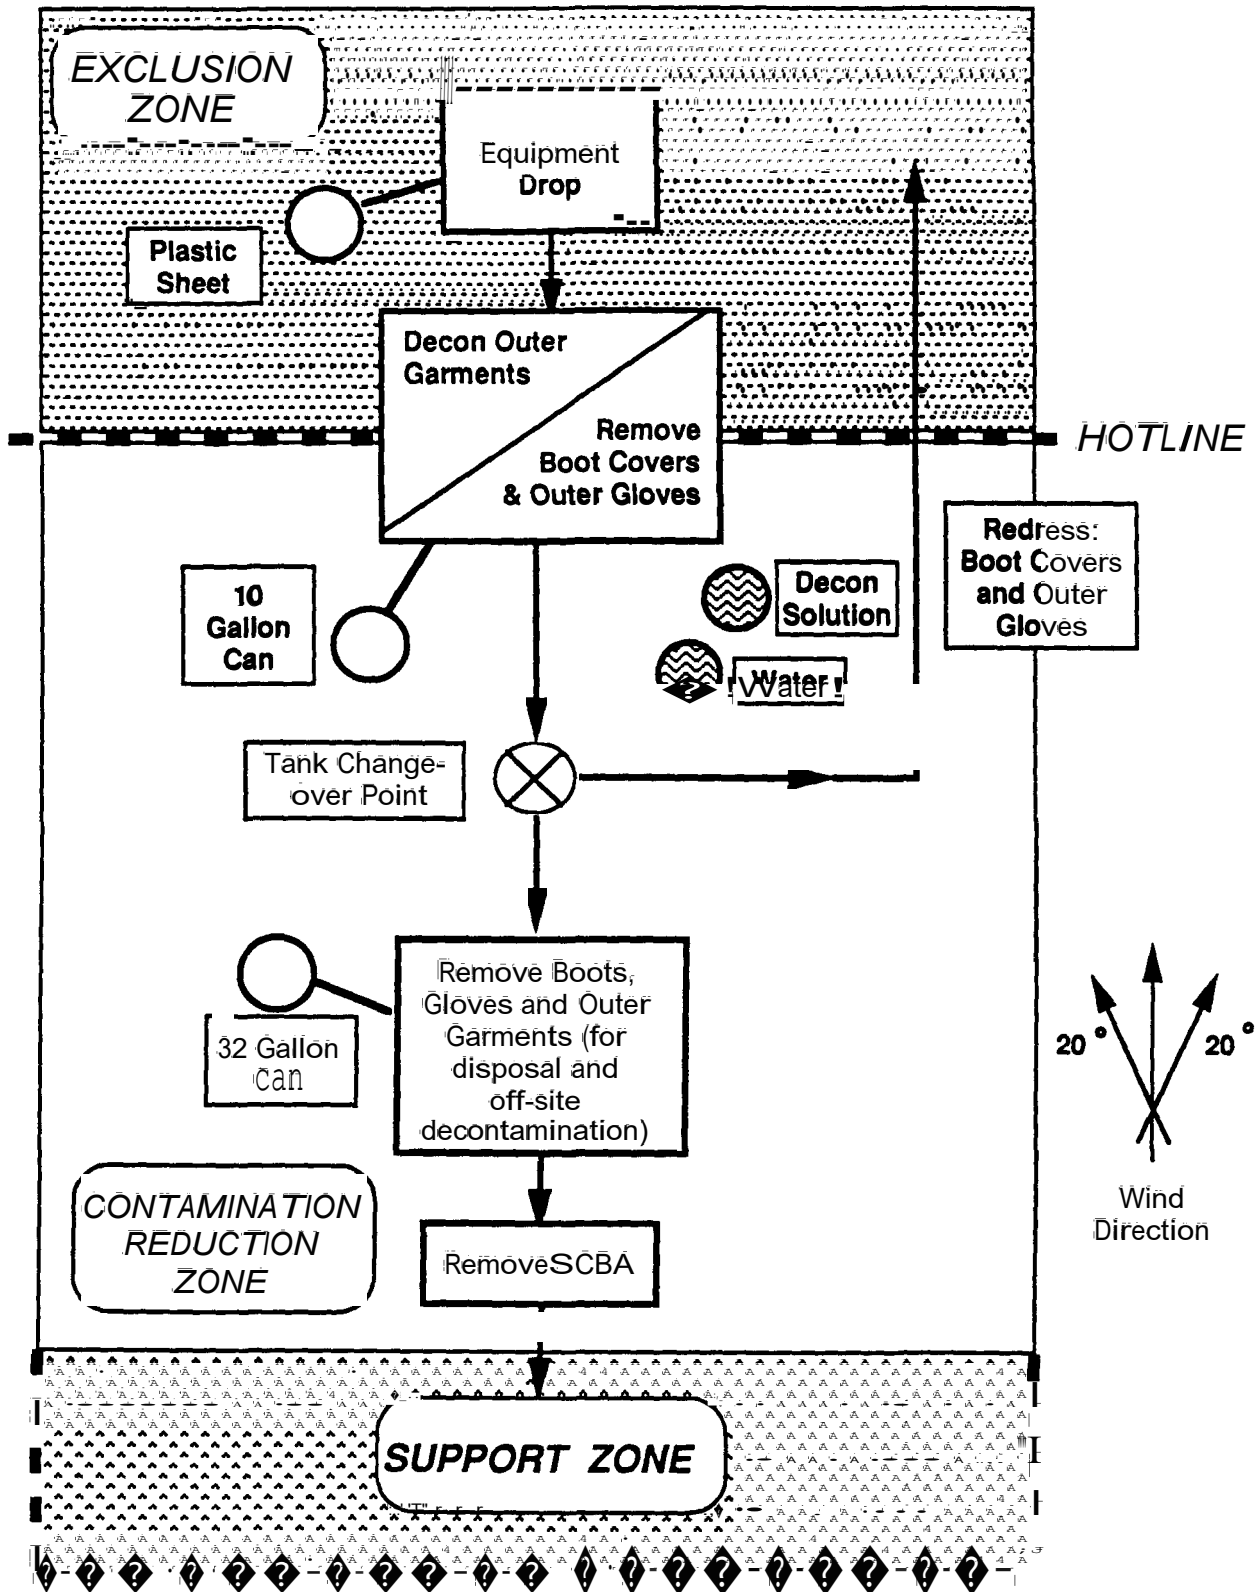 EXCLUSION
ZONE
Equipment
Drop
Plastic
Sheet
Decon Outer
Garments
Remove
Boot Covers
& Outer Gloves
HOTLINE
Redress:
Boot Covers
and Outer
Gloves
10
Gallon
Can
Decon
Solution
Water
Tank Change-
over Point
32 Gallon
can
Remove Boots,
Gloves and Outer
Garments (for
disposal and
off-site
decontamination)
20°
20°
Wind
Direction
CONTAMINATION
REDUCTION
ZONE
RemoveSCBA
SUPPORT ZONE